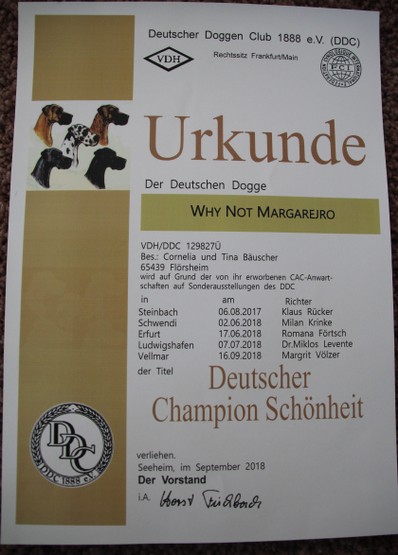 Deutscher Doggen Club 1888 e.V. (DDC)
VDH
Rechtssitz Frankfurt/Main
F.C.I.
Urkunde
Der Deutschen Dogge
WHY NOT MARGAREJRO
VDH/DDC 129827Ü
Bes.: Cornelia und Tina Bäuscher
65439 Flörsheim
wird auf Grund der von ihr erworbenen CAC-Anwart-
schaften auf Sonderausstellungen des DDC
in am Richter
Steinbach 06.08.2017 Klaus Rücker
Schwendi 02.06.2018 Milan Krinke
Erfurt 17.06.2018 Romana Förtsch
Ludwigshafen 07.07.2018 Dr.Miklos Levente
Vellmar 16.09.2018 Margrit Völzer
der Titel
Deutscher
Champion Schönheit
DDC
DDC 1888 e.V.
verliehen.
Seeheim, im September 2018
Der Vorstand
i.A.